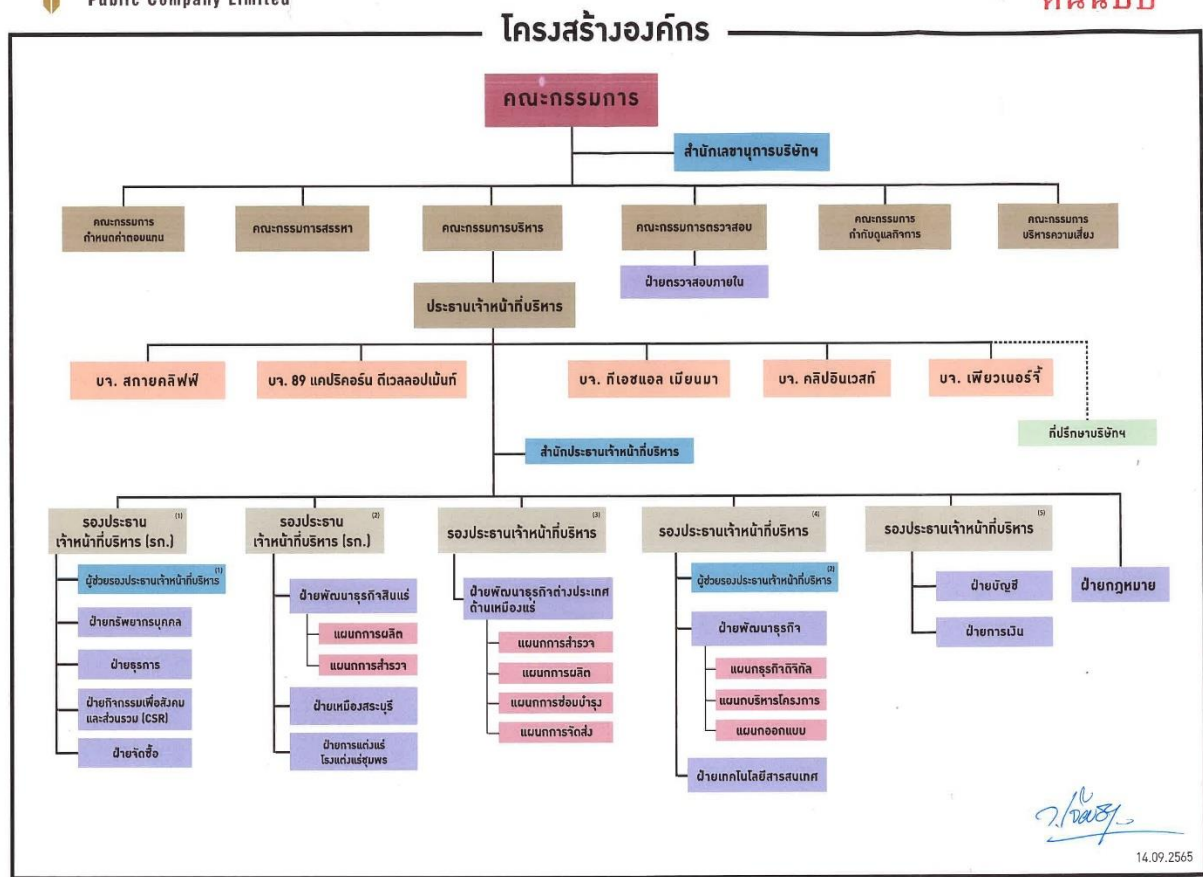 Public Company Limited
ต้นฉบับ
โครงสร้างองค์กร
คณะกรรมการ
สำนักเลขานุการบริษัทฯ
คณะกรรมการ
กำหนดค่าตอบแทน
คณะกรรมการสรรหา
คณะกรรมการบริหาร
คณะกรรมการตรวจสอบ
คณะกรรมการ
กำกับดูแลกิจการ
คณะกรรมการ
บริหารความเสี่ยง
ฝ่ายตรวจสอบภายใน
ประธานเจ้าหน้าที่บริหาร
บจ. สกายคลิฟฟ์
บจ. 89 แคปริคอร์น ดีเวลลอปเม้นท์
บจ. ทีเอชแอล เมียนมา
บจ. คลิปอินเวสท์
บจ. เพียวเนอร์จี้
ที่ปรึกษาบริษัทฯ
สำนักประธานเจ้าหน้าที่บริหาร
รองประธาน (1)
เจ้าหน้าที่บริหาร (รก.)
ผู้ช่วยรองประธานเจ้าหน้าที่บริหาร (1)
ฝ่ายทรัพยากรบุคคล
ฝ่ายธุรการ
ฝ่ายกิจกรรมเพื่อสังคม
และส่วนรวม (CSR)
ฝ่ายจัดซื้อ
รองประธาน (2)
เจ้าหน้าที่บริหาร (รก.)
ฝ่ายพัฒนาธุรกิจสินแร่
แผนกการผลิต
แผนกการสำรวจ
ฝ่ายเหมืองสระบุรี
ฝ่ายการแต่งแร่
โรงแต่งแร่ชุมพร
รองประธานเจ้าหน้าที่บริหาร (3)
ฝ่ายพัฒนาธุรกิจต่างประเทศ
ด้านเหมืองแร่
แผนกการสำรวจ
แผนกการผลิต
แผนกการซ่อมบำรุง
แผนกการจัดส่ง
รองประธานเจ้าหน้าที่บริหาร (4)
ผู้ช่วยรองประธานเจ้าหน้าที่บริหาร (2)
ฝ่ายพัฒนาธุรกิจ
แผนกธุรกิจดิจิทัล
แผนกบริหารโครงการ
แผนกออกแบบ
ฝ่ายเทคโนโลยีสารสนเทศ
รองประธานเจ้าหน้าที่บริหาร (5)
ฝ่ายบัญชี
ฝ่ายการเงิน
ฝ่ายกฎหมาย
14.09.2565